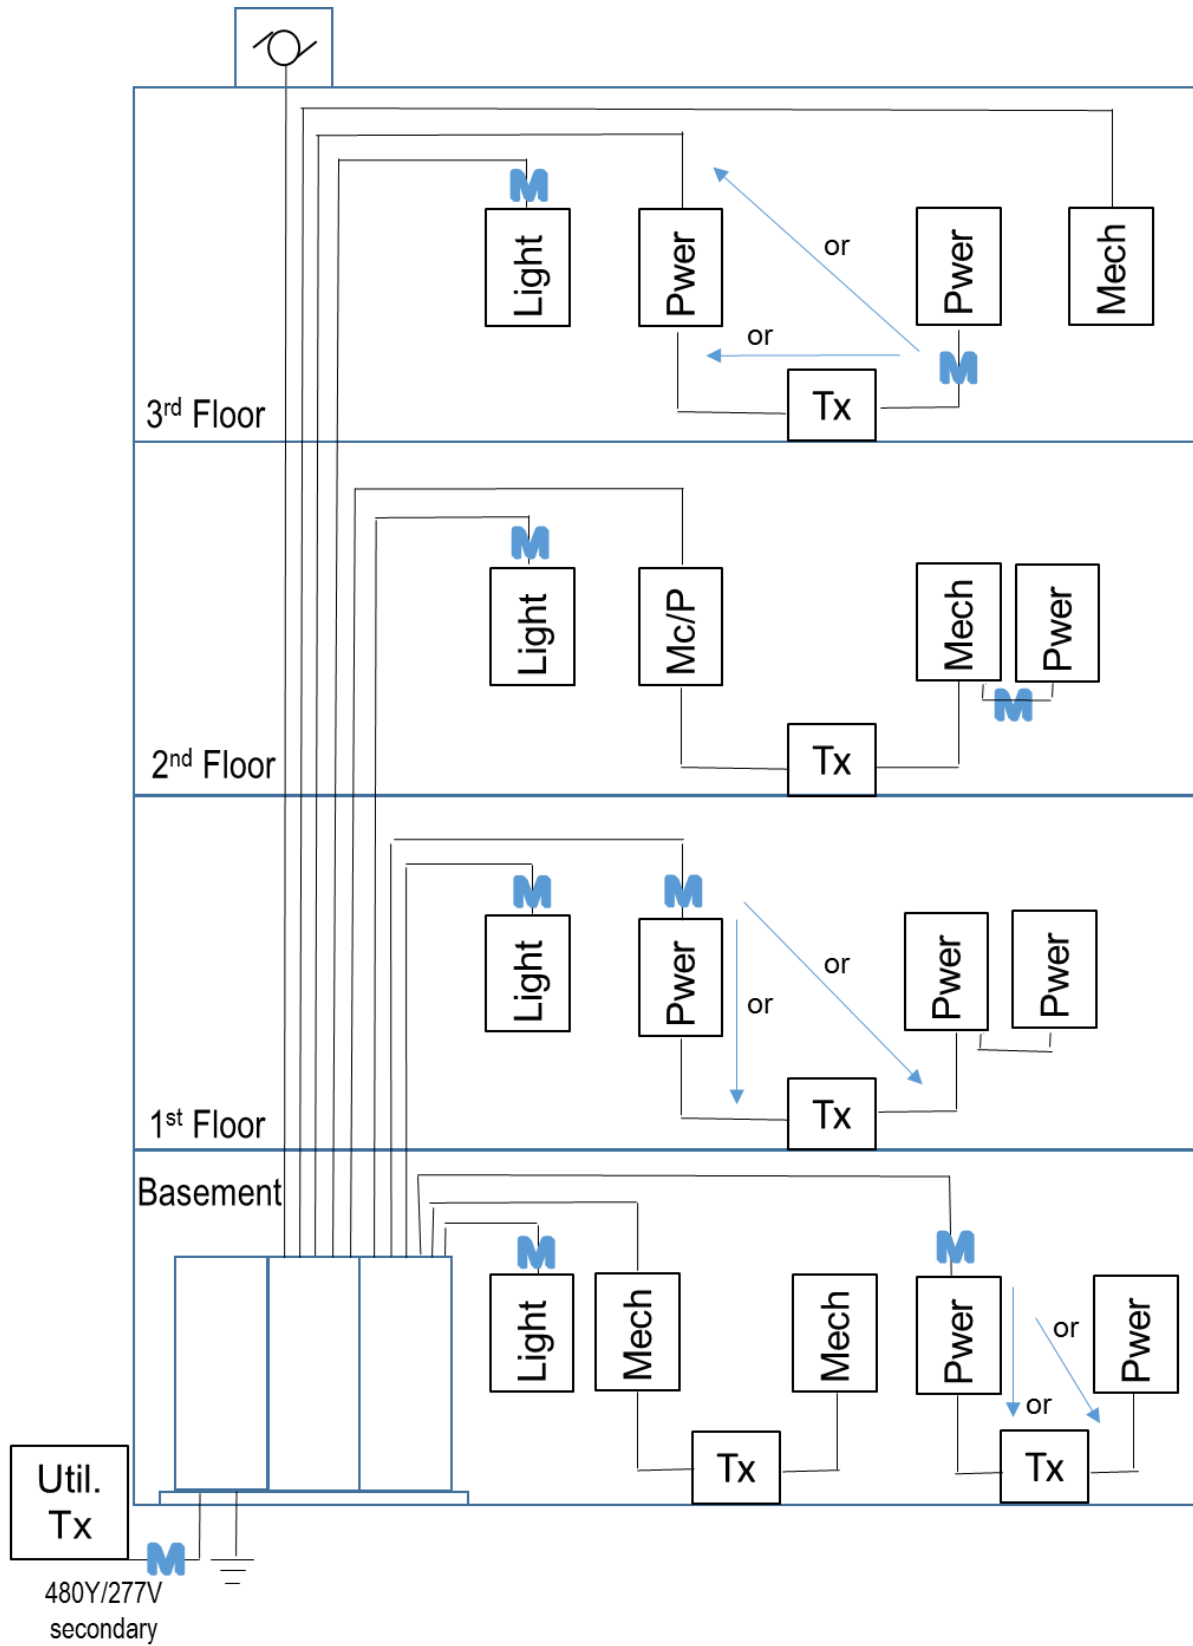 M
Light
Pwer
or
Pwer
Mech
or
M
Tx
3rd Floor
M
Light
Mc/P
Mech
Pwer
M
Tx
2nd Floor
M
M
Light
Pwer
or
or
Pwer
Pwer
Tx
1st Floor
Basement
M
M
Light
Mech
Mech
Pwer
or
Pwer
or
Tx
Tx
Util.
Tx
M
480Y/277V
secondary